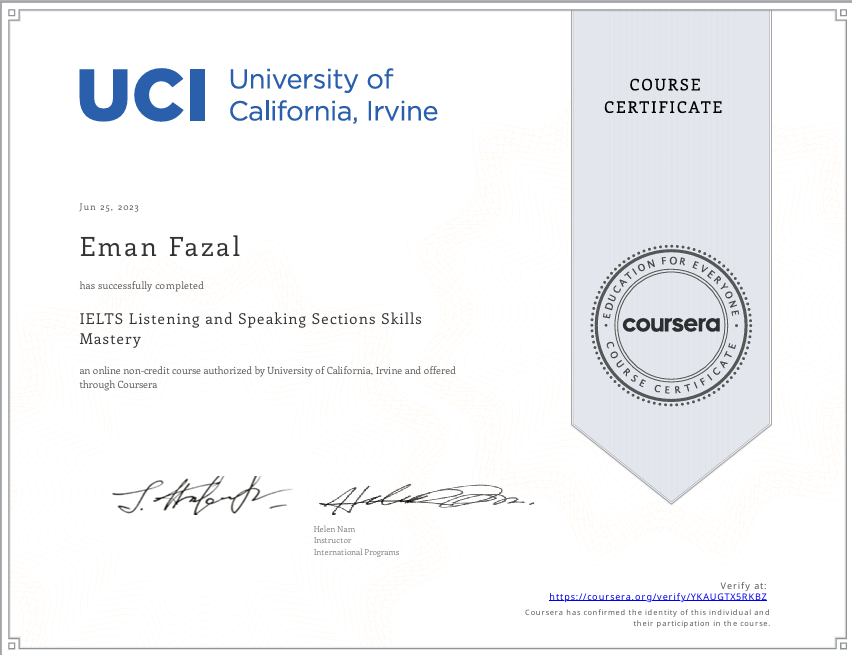 UCI
University of
California, Irvine
COURSE
CERTIFICATE
Jun 25, 2023
Eman Fazal
has successfully completed
IELTS Listening and Speaking Sections Skills
Mastery
an online non-credit course authorized by University of California, Irvine and offered
through Coursera
EDUCATION FOR EVERYONE
coursera
COURSE CERTIFICATE
Helen Nam
Instructor
International Programs
Verify at:
https://coursera.org/verify/YKAUGTX5RKBZ
Coursera has confirmed the identity of this individual and
their participation in the course.